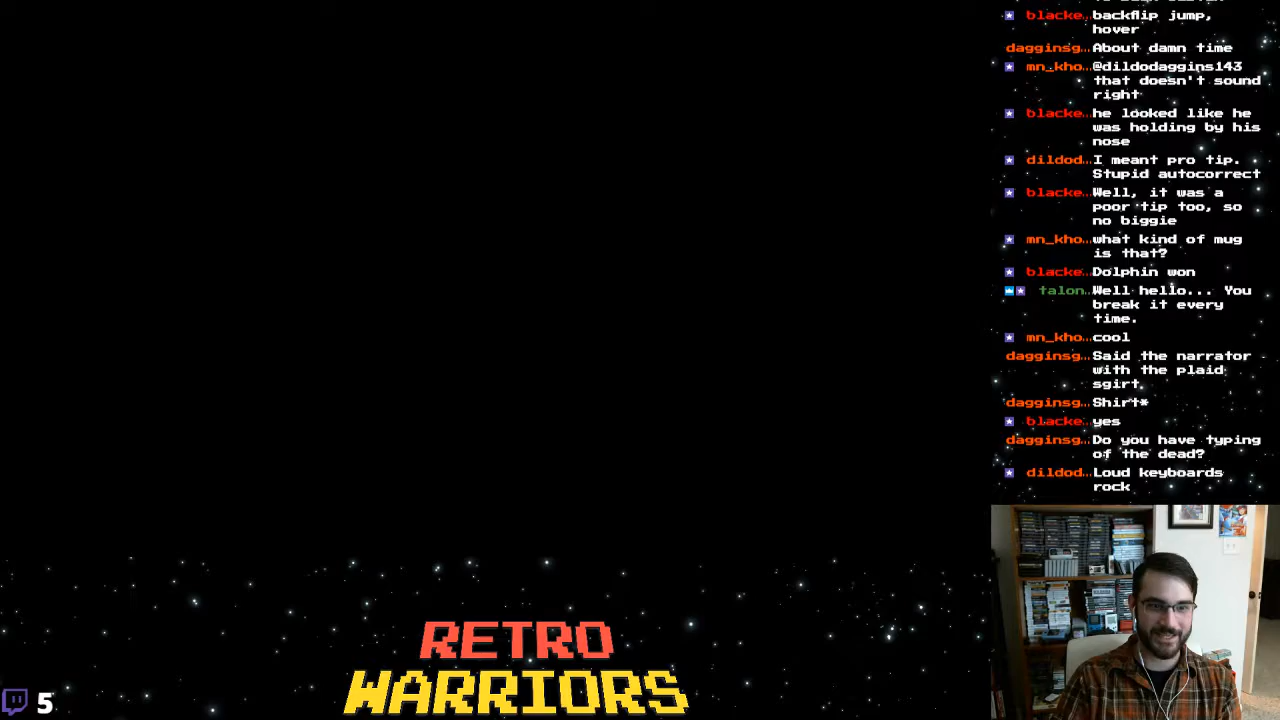 blacke... backflip jump,
hover
dagginsg... About damn time
mn_kho... @dildodaggins143
that doesn't sound
right
blacke... he looked like he
was holding by his
nose
dildod... I meant pro tip.
Stupid autocorrect
blacke... Well, it was a
poor tip too, so
no biggie
mn_kho... what kind of mug
is that?
blacke... Dolphin won
talon... Well hello... You
break it every
time.
mn_kho... cool
dagginsg... Said the narrator
with the plaid
sgirt
dagginsg... Shirt*
blacke... yes
dagginsg... Do you have typing
of the dead?
dildod... Loud keyboards
rock
RETRO
WARRIORS
5